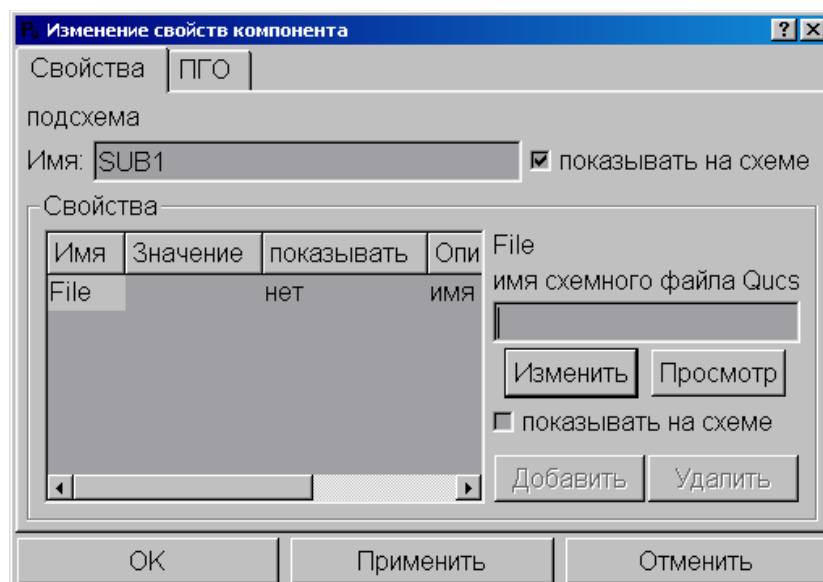 Изменение свойств компонента
Свойства ПГО
подсхема
Имя: SUB1 показывать на схеме
Свойства
Имя Значение показывать Опи File
File нет имя имя схемного файла Qucs
Изменить Просмотр
показывать на схеме
Добавить Удалить
OK Применить Отменить